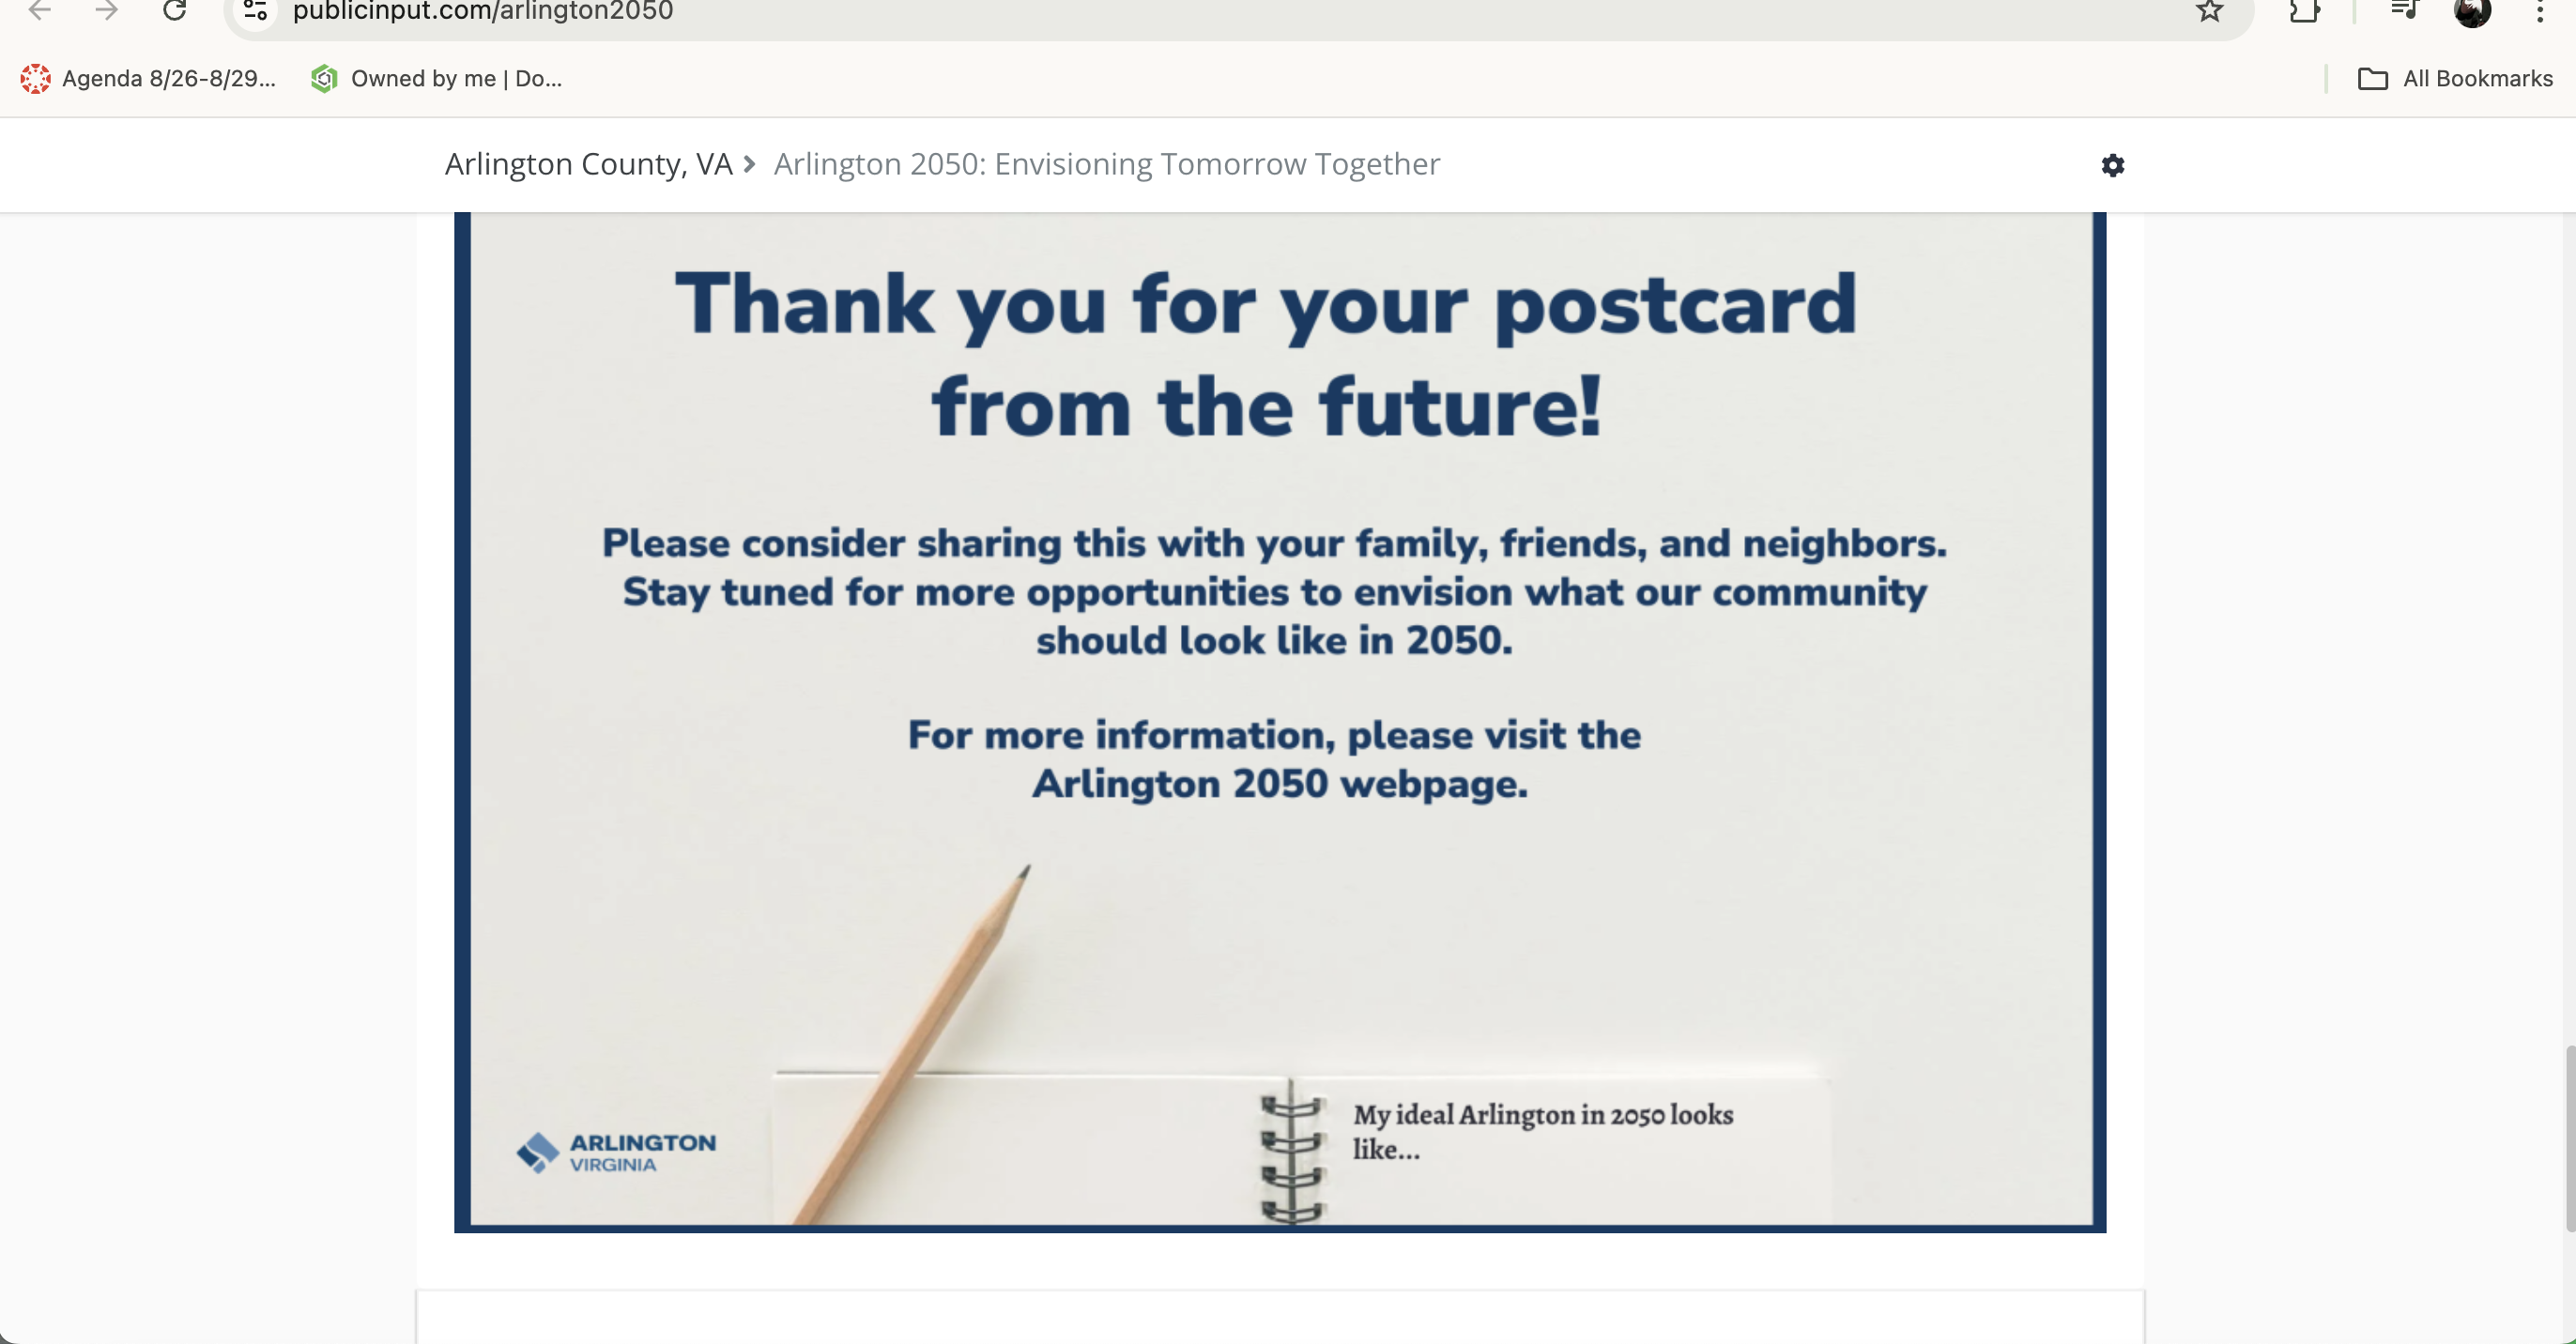 publicinput.com/arlington2050
Agenda 8/26-8/29... Owned by me | Do... All Bookmarks
Arlington County, VA > Arlington 2050: Envisioning Tomorrow Together
Thank you for your postcard
from the future!
Please consider sharing this with your family, friends, and neighbors.
Stay tuned for more opportunities to envision what our community
should look like in 2050.
For more information, please visit the
Arlington 2050 webpage.
My ideal Arlington in 2050 looks
like...
ARLINGTON
VIRGINIA